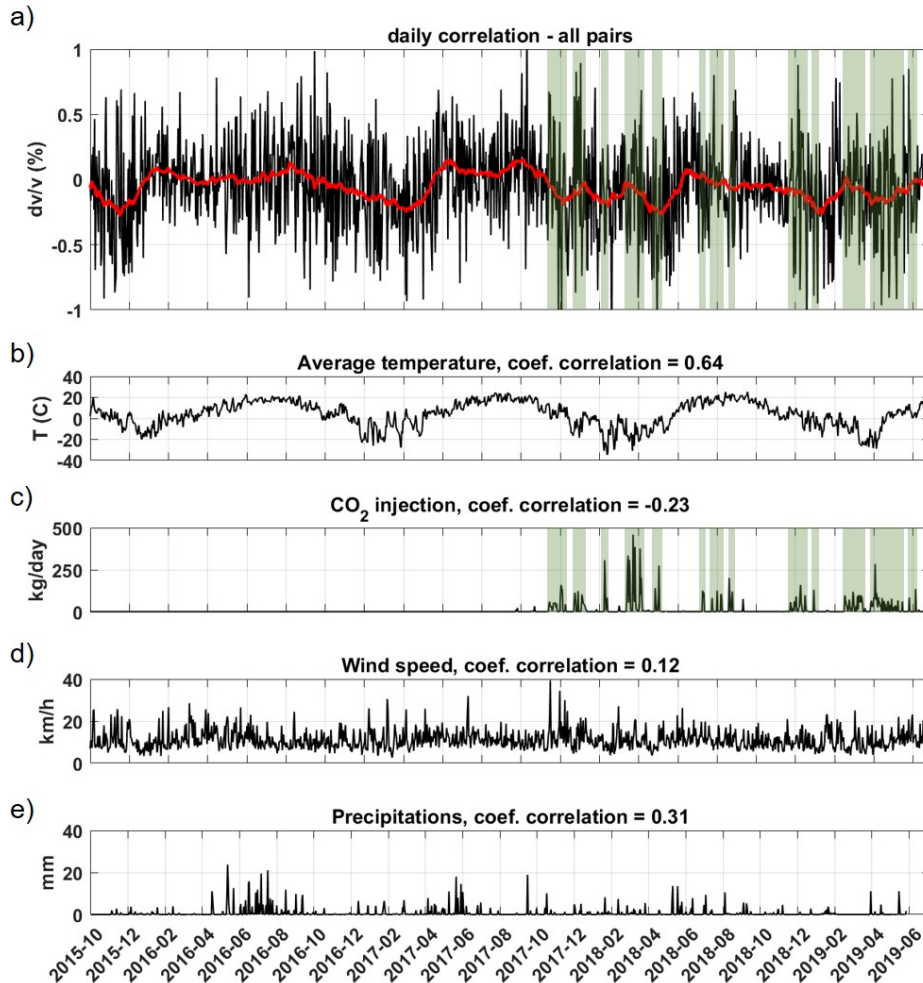 a)
daily correlation - all pairs
1
0.5
0
-0.5
-1
dv/v (%)
b)
Average temperature, coef. correlation = 0.64
40
20
0
-20
-40
T (C)
c)
CO2 injection, coef. correlation = -0.23
500
250
0
kg/day
d)
Wind speed, coef. correlation = 0.12
40
20
0
km/h
e)
Precipitations, coef. correlation = 0.31
40
20
0
mm
2015-10
2015-12
2016-02
2016-04
2016-06
2016-08
2016-10
2016-12
2017-02
2017-04
2017-06
2017-08
2017-10
2017-12
2018-02
2018-04
2018-06
2018-08
2018-10
2018-12
2019-02
2019-04
2019-06